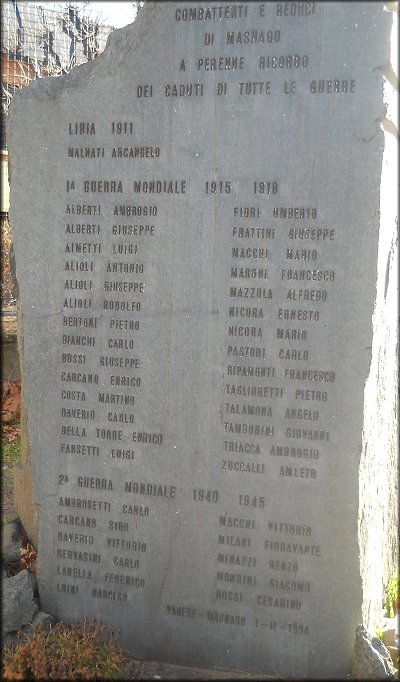 COMBATTENTI E REDUCI
DI MASNAGO
A PERENNE RICORDO
DEI CADUTI DI TUTTE LE GUERRE
LIBIA 1911
MALNATI ARCANGELO
1ª GUERRA MONDIALE 1915 1918
ALBERTI AMBROGIO
ALBERTI GIUSEPPE
AIMETTI LUIGI
ALIOLI ANTONIO
ALIOLI GIUSEPPE
ALIOLI RODOLFO
BERTONI PIETRO
BIANCHI CARLO
BOSSI GIUSEPPE
CARCANO ENRICO
COSTA MARTINO
DAVERIO CARLO
DELLA TORRE ENRICO
FADSETTI LUIGI
FIORI UMBERTO
FRATTINI GIUSEPPE
MACCHI MARIO
MARONI FRANCESCO
MAZZOLA ALFREDO
NICORA ERNESTO
NICORA MARIO
PASTORI CARLO
RIPAMONTI FRANCESCO
TAGLIORETTI PIETRO
TALAMONA ANGELO
TAMBORINI GIOVANNI
TRIACCA AMBROGIO
ZUCCALLI AMLETO
2ª GUERRA MONDIALE 1940 1945
AMBROSETTI CARLO
CARCANO SIRO
DAVERIO VITTORIO
GERVASINI CARLO
LANELLA FEDERICO
LUINI NARCISO
MACCHI VITTORIO
MILANI FIORAVANTE
MINAZZI RENZO
MONDINI GIACOMO
ROSSI CESARINO
VARESE-MASNAGO 1-11-1984